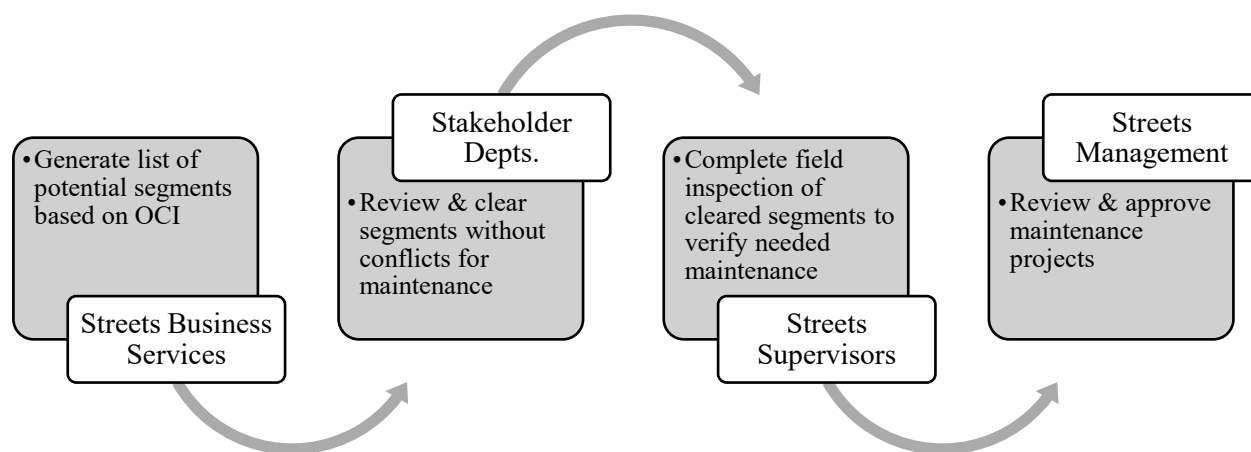 •Generate list of
potential segments
based on OCI
Streets Business
Services
Stakeholder
Depts.
•Review & clear
segments without
conflicts for
maintenance
•Complete field
inspection of
cleared segments to
verify needed
maintenance
Streets
Supervisors
Streets
Management
•Review & approve
maintenance
projects